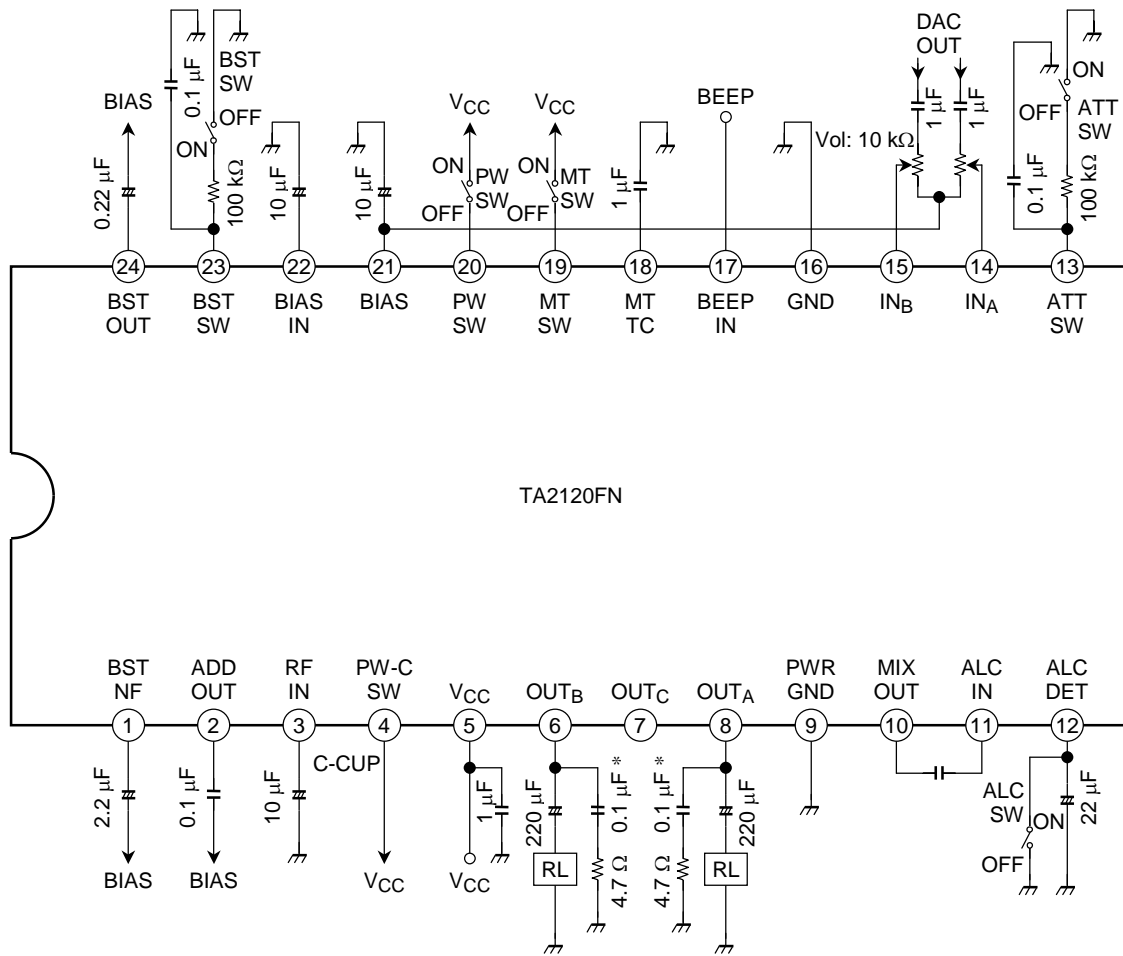 DAC
OUT
BST
SW
0.1 µF
OFF
ON
100 kΩ
BIAS
0.22 µF
10 µF
10 µF
VCC
ON
PW
SW
OFF
VCC
ON
MT
SW
OFF
1 µF
BEEP
Vol: 10 kΩ
1 µF
1 µF
0.1 µF
ON
OFF
ATT
SW
100 kΩ
24 23 22 21 20 19 18 17 16 15 14 13
BST
OUT
BST
SW
BIAS
IN
BIAS
PW
SW
MT
SW
MT
TC
BEEP
IN
GND
INB
INA
ATT
SW
TA2120FN
BST
NF
ADD
OUT
RF
IN
PW-C
SW
VCC
OUTB
OUTC
OUTA
PWR
GND
MIX
OUT
ALC
IN
ALC
DET
1 2 3 4 5 6 7 8 9 10 11 12
2.2 µF
BIAS
0.1 µF
BIAS
10 µF
C-CUP
VCC
1 µF
VCC
220 µF
RL
0.1 µF*
4.7 Ω
0.1 µF*
4.7 Ω
220 µF
RL
ALC
SW
ON
OFF
22 µF